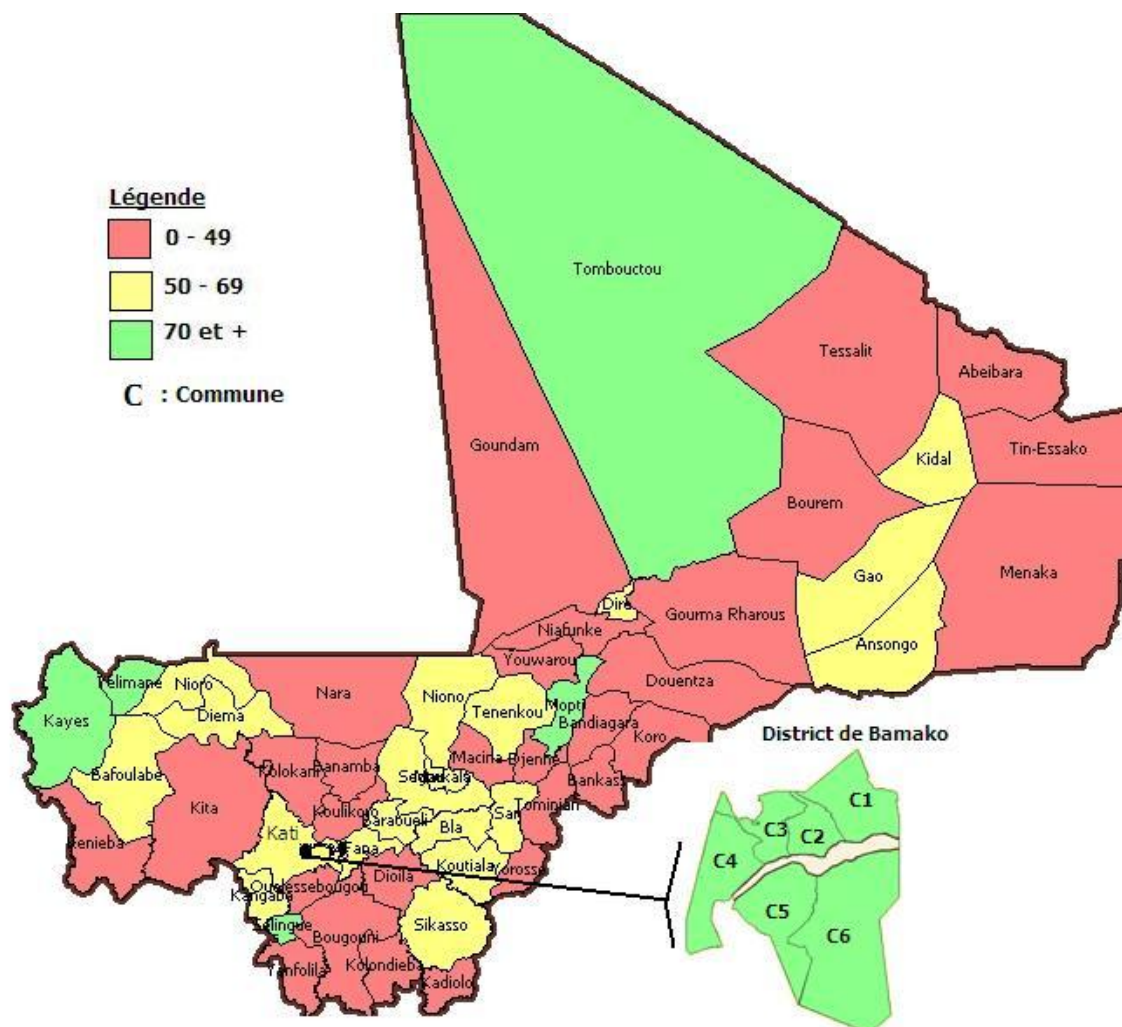 Légende
0 - 49
50 - 69
70 et +
C : Commune
Tombouctou
Tessalit
Abeibara
Goundam
Kidal
Tin-Essako
Bourem
Gao
Menaka
Dire
Gourma Rharous
Niafunke
Ansongo
Youwarou
Douentza
Yelimane
Nioro
Nara
Niono
Mopti
Kayes
Diema
Tenenkou
Bandiagara
Koro
District de Bamako
Bafoulabe
Kolokani
Banamba
Macina
Djenne
Segou
Markala
Bankass
Kita
Koulikoro
San
Tominian
Kati
Baraoueli
Bla
Kenieba
Fana
Koutiala
Yorosso
Dioila
Ouelessebougou
Kangaba
Selingue
Sikasso
Bougouni
Yanfolila
Kolondieba
Kadiolo
C1
C3
C2
C4
C5
C6